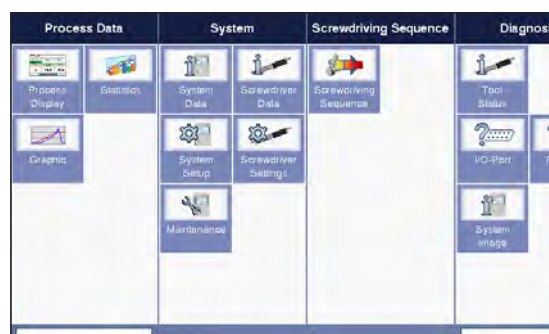 Process Data
System
Screwdriving Sequence
Process
Display
Statistics
System
Data
Screwdriver
Data
Screwdriving
Sequence
Tool
Status
Graphic
System
Setup
Screwdriver
Settings
I/O-Port
Maintenance
System
Image